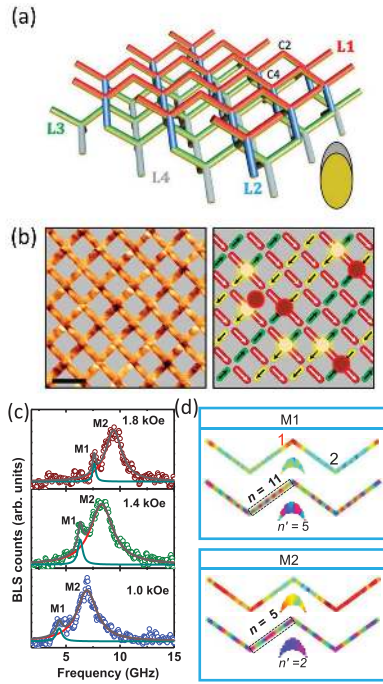 (a)
C2
L1
C4
L3
L4
L2
(b)
(c)
M2
1.8 kOe
M1
M2
1.4 kOe
M1
M2
1.0 kOe
M1
BLS counts (arb. units)
5
10
15
Frequency (GHz)
(d)
M1
1
2
n = 11
n' = 5
M2
n = 5
n' = 2